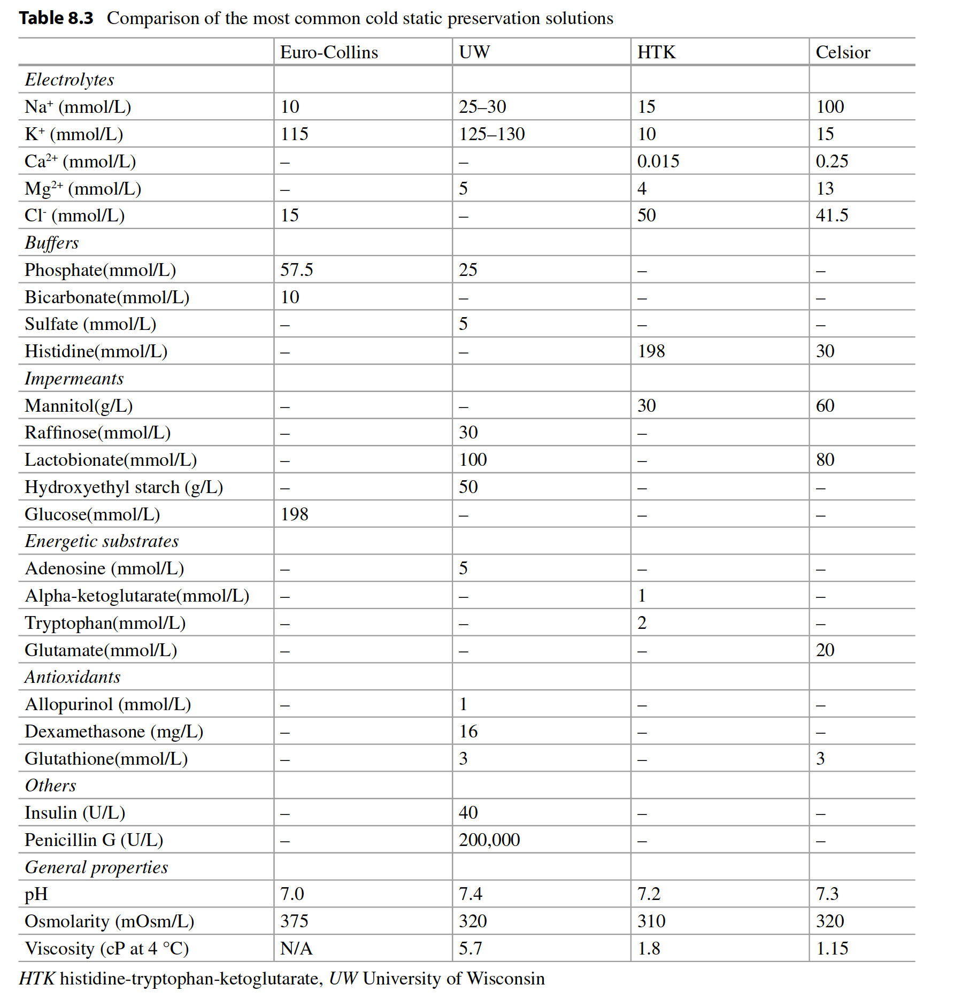 Table 8.3 Comparison of the most common cold static preservation solutions
Euro-Collins UW HTK Celsior
Electrolytes
Na⁺ (mmol/L) 10 25–30 15 100
K⁺ (mmol/L) 115 125–130 10 15
Ca²⁺ (mmol/L) – – 0.015 0.25
Mg²⁺ (mmol/L) – 5 4 13
Cl⁻ (mmol/L) 15 – 50 41.5
Buffers
Phosphate(mmol/L) 57.5 25 – –
Bicarbonate(mmol/L) 10 – – –
Sulfate (mmol/L) – 5 – –
Histidine(mmol/L) – – 198 30
Impermeants
Mannitol(g/L) – – 30 60
Raffinose(mmol/L) – 30 –
Lactobionate(mmol/L) – 100 – 80
Hydroxyethyl starch (g/L) – 50 – –
Glucose(mmol/L) 198 – – –
Energetic substrates
Adenosine (mmol/L) – 5 – –
Alpha-ketoglutarate(mmol/L) – – 1 –
Tryptophan(mmol/L) – – 2 –
Glutamate(mmol/L) – – – 20
Antioxidants
Allopurinol (mmol/L) – 1 – –
Dexamethasone (mg/L) – 16 – –
Glutathione(mmol/L) – 3 – 3
Others
Insulin (U/L) – 40 – –
Penicillin G (U/L) – 200,000 – –
General properties
pH 7.0 7.4 7.2 7.3
Osmolarity (mOsm/L) 375 320 310 320
Viscosity (cP at 4 °C) N/A 5.7 1.8 1.15
HTK histidine-tryptophan-ketoglutarate, UW University of Wisconsin